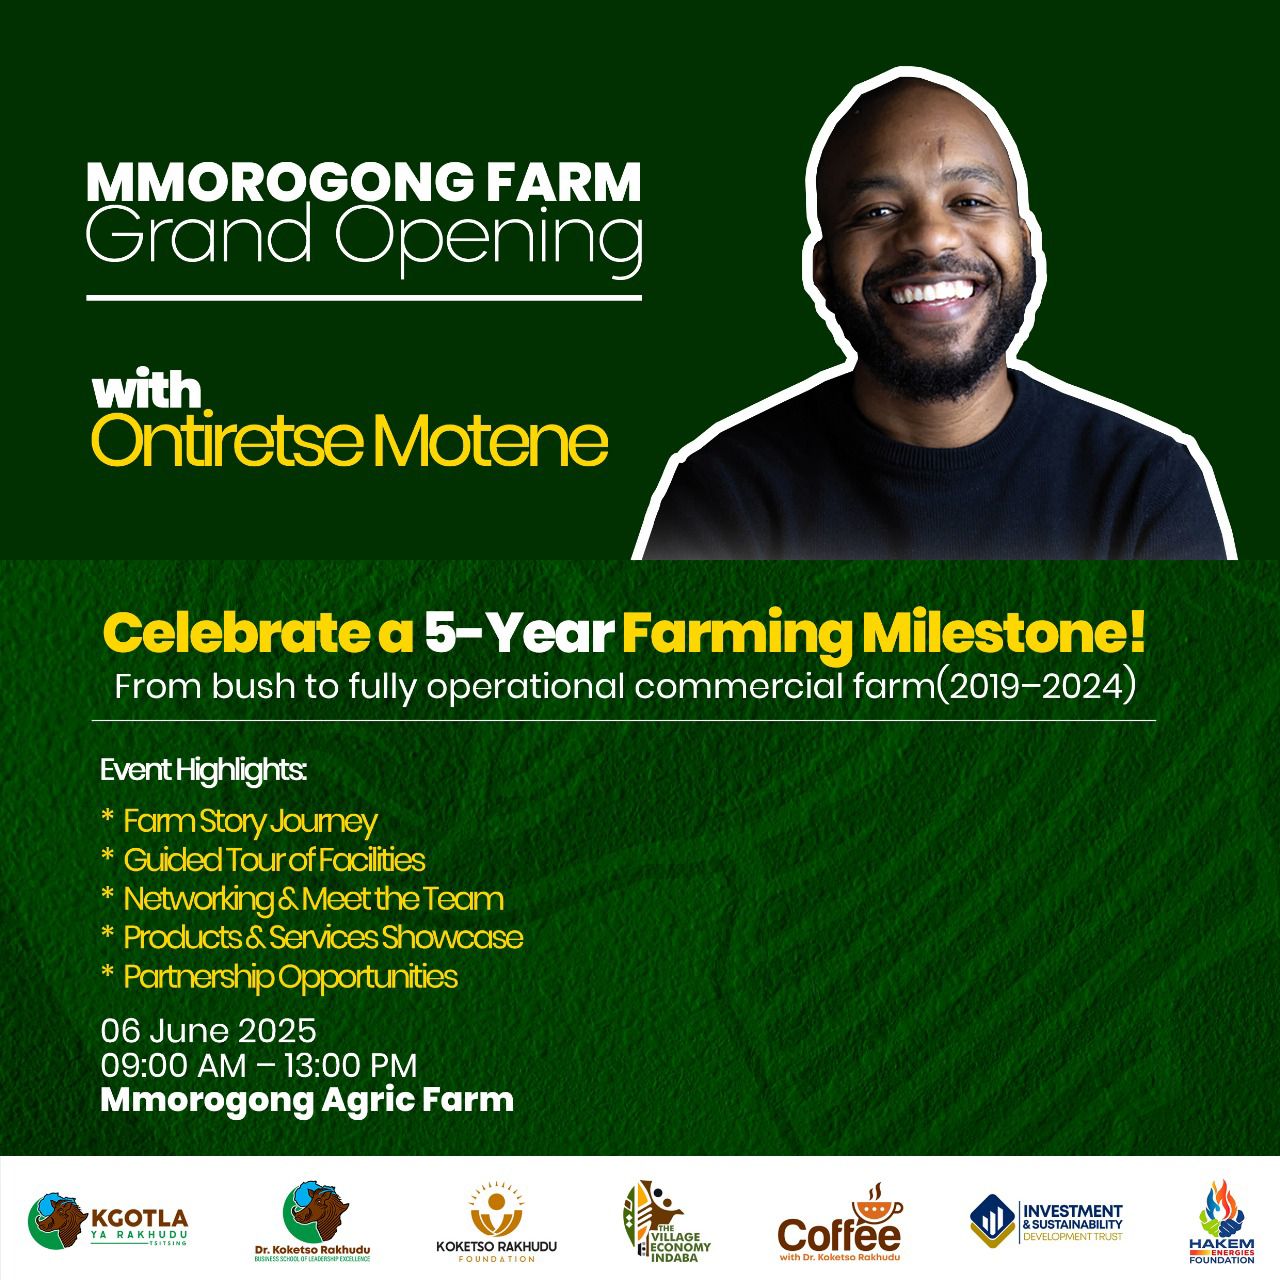 MMOROGONG FARM
Grand Opening
with
Ontiretse Motene
Celebrate a 5-Year Farming Milestone!
From bush to fully operational commercial farm(2019–2024)
Event Highlights:
* Farm Story Journey
* Guided Tour of Facilities
* Networking & Meet the Team
* Products & Services Showcase
* Partnership Opportunities
06 June 2025
09:00 AM – 13:00 PM
Mmorogong Agric Farm
KGOTLA
YA RAKHUDU
TSITSING
Dr. Koketso Rakhudu
BUSINESS SCHOOL OF LEADERSHIP EXCELLENCE
KOKETSO RAKHUDU
FOUNDATION
THE
VILLAGE
ECONOMY
INDABA
Coffee
with Dr. Koketso Rakhudu
INVESTMENT
& SUSTAINABILITY
DEVELOPMENT TRUST
HAKEM
ENERGIES
FOUNDATION